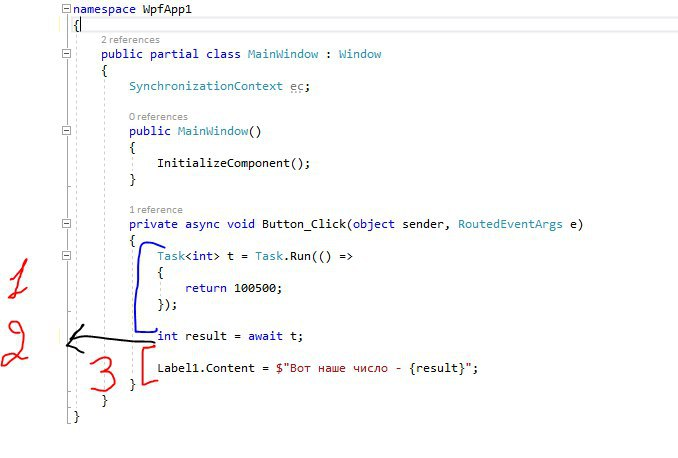 namespace WpfApp1
{
2 references
public partial class MainWindow : Window
{
SynchronizationContext ec;
0 references
public MainWindow()
{
InitializeComponent();
}
1 reference
private async void Button_Click(object sender, RoutedEventArgs e)
{
Task<int> t = Task.Run(() =>
{
1
return 100500;
});
2
int result = await t;
3
Label1.Content = $"Вот наше число - {result}";
}
}
}